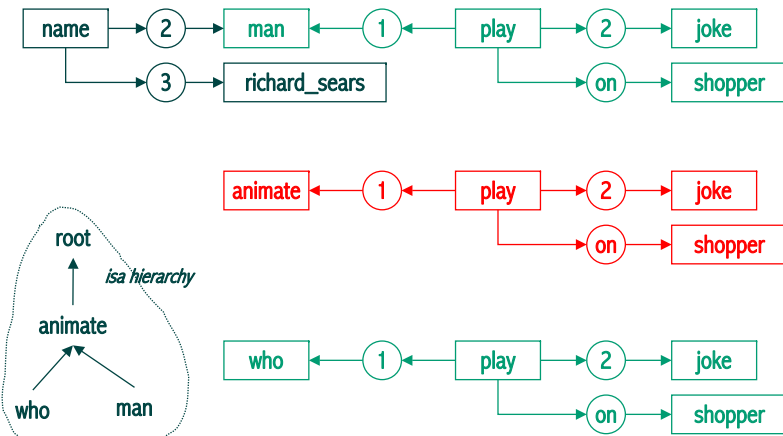 name 2 man 1 play 2 joke
3 richard_sears on shopper
animate 1 play 2 joke
on shopper
root
isa hierarchy
animate
who man
who 1 play 2 joke
on shopper